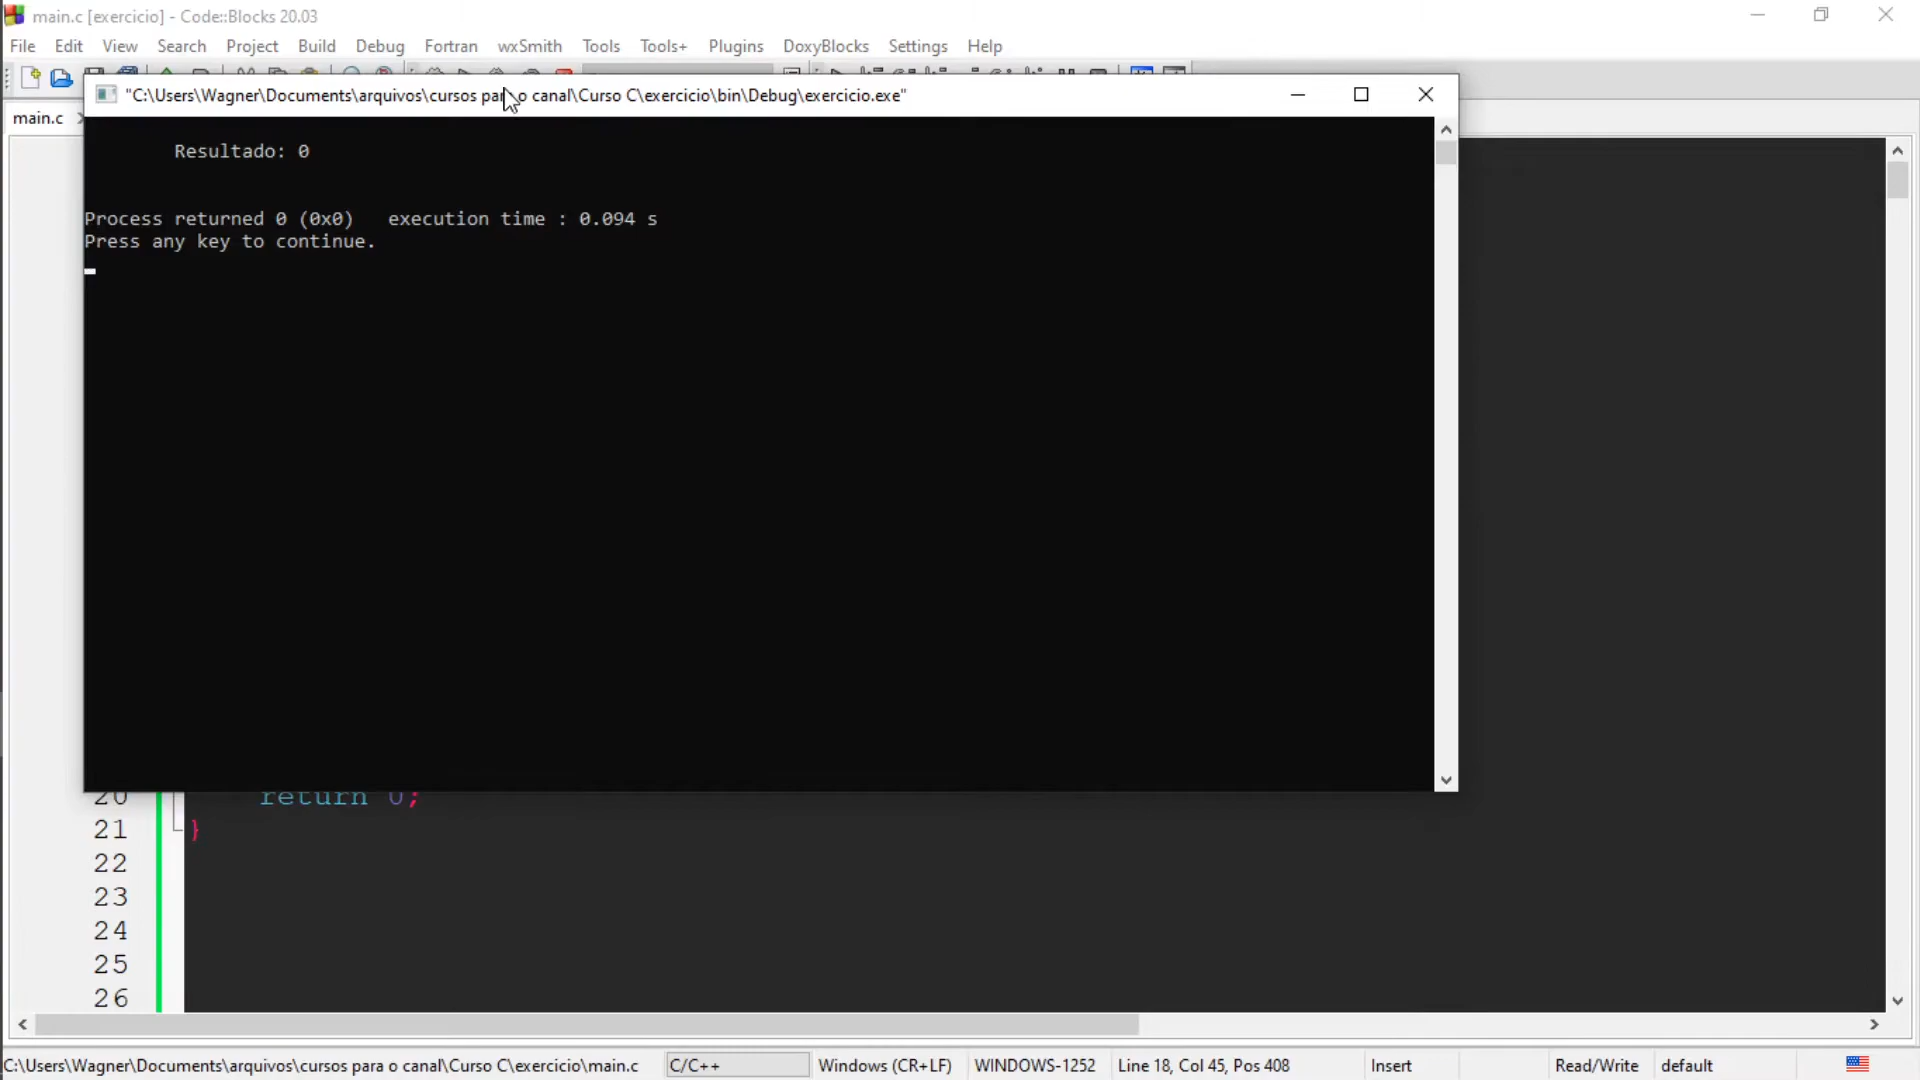 main.c [exercicio] - Code::Blocks 20.03
File Edit View Search Project Build Debug Fortran wxSmith Tools Tools+ Plugins DoxyBlocks Settings Help
"C:\Users\Wagner\Documents\arquivos\cursos para o canal\Curso C\exercicio\bin\Debug\exercicio.exe"
main.c
Resultado: 0
Process returned 0 (0x0) execution time : 0.094 s
Press any key to continue.
20 return 0;
21 }
22
23
24
25
26
C:\Users\Wagner\Documents\arquivos\cursos para o canal\Curso C\exercicio\main.c C/C++ Windows (CR+LF) WINDOWS-1252 Line 18, Col 45, Pos 408 Insert Read/Write default